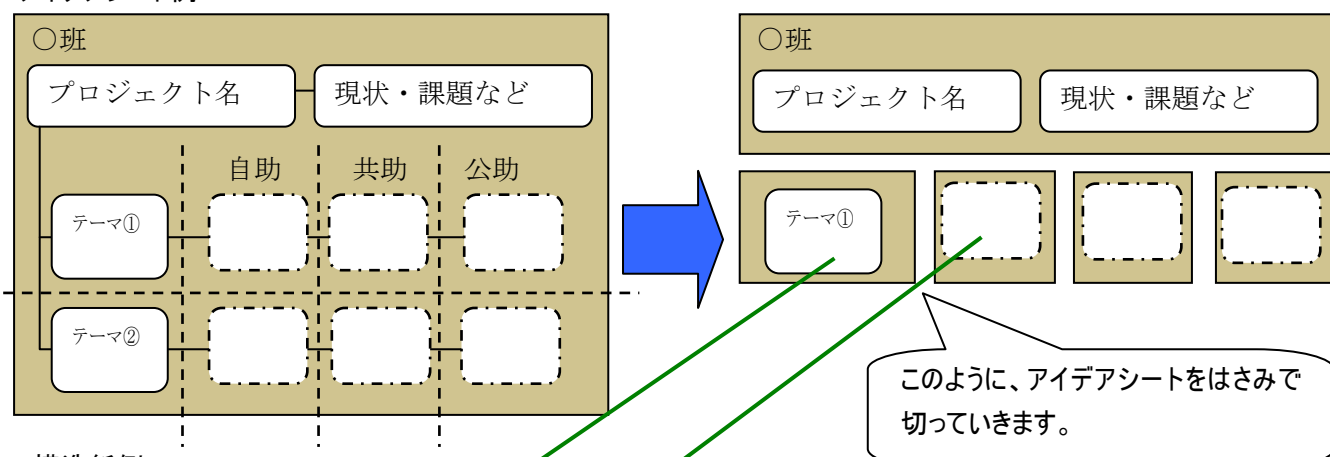 〇班
プロジェクト名
現状・課題など
自助
共助
公助
テーマ①
テーマ②
〇班
プロジェクト名
現状・課題など
テーマ①
このように、アイデアシートをはさみで
切っていきます。